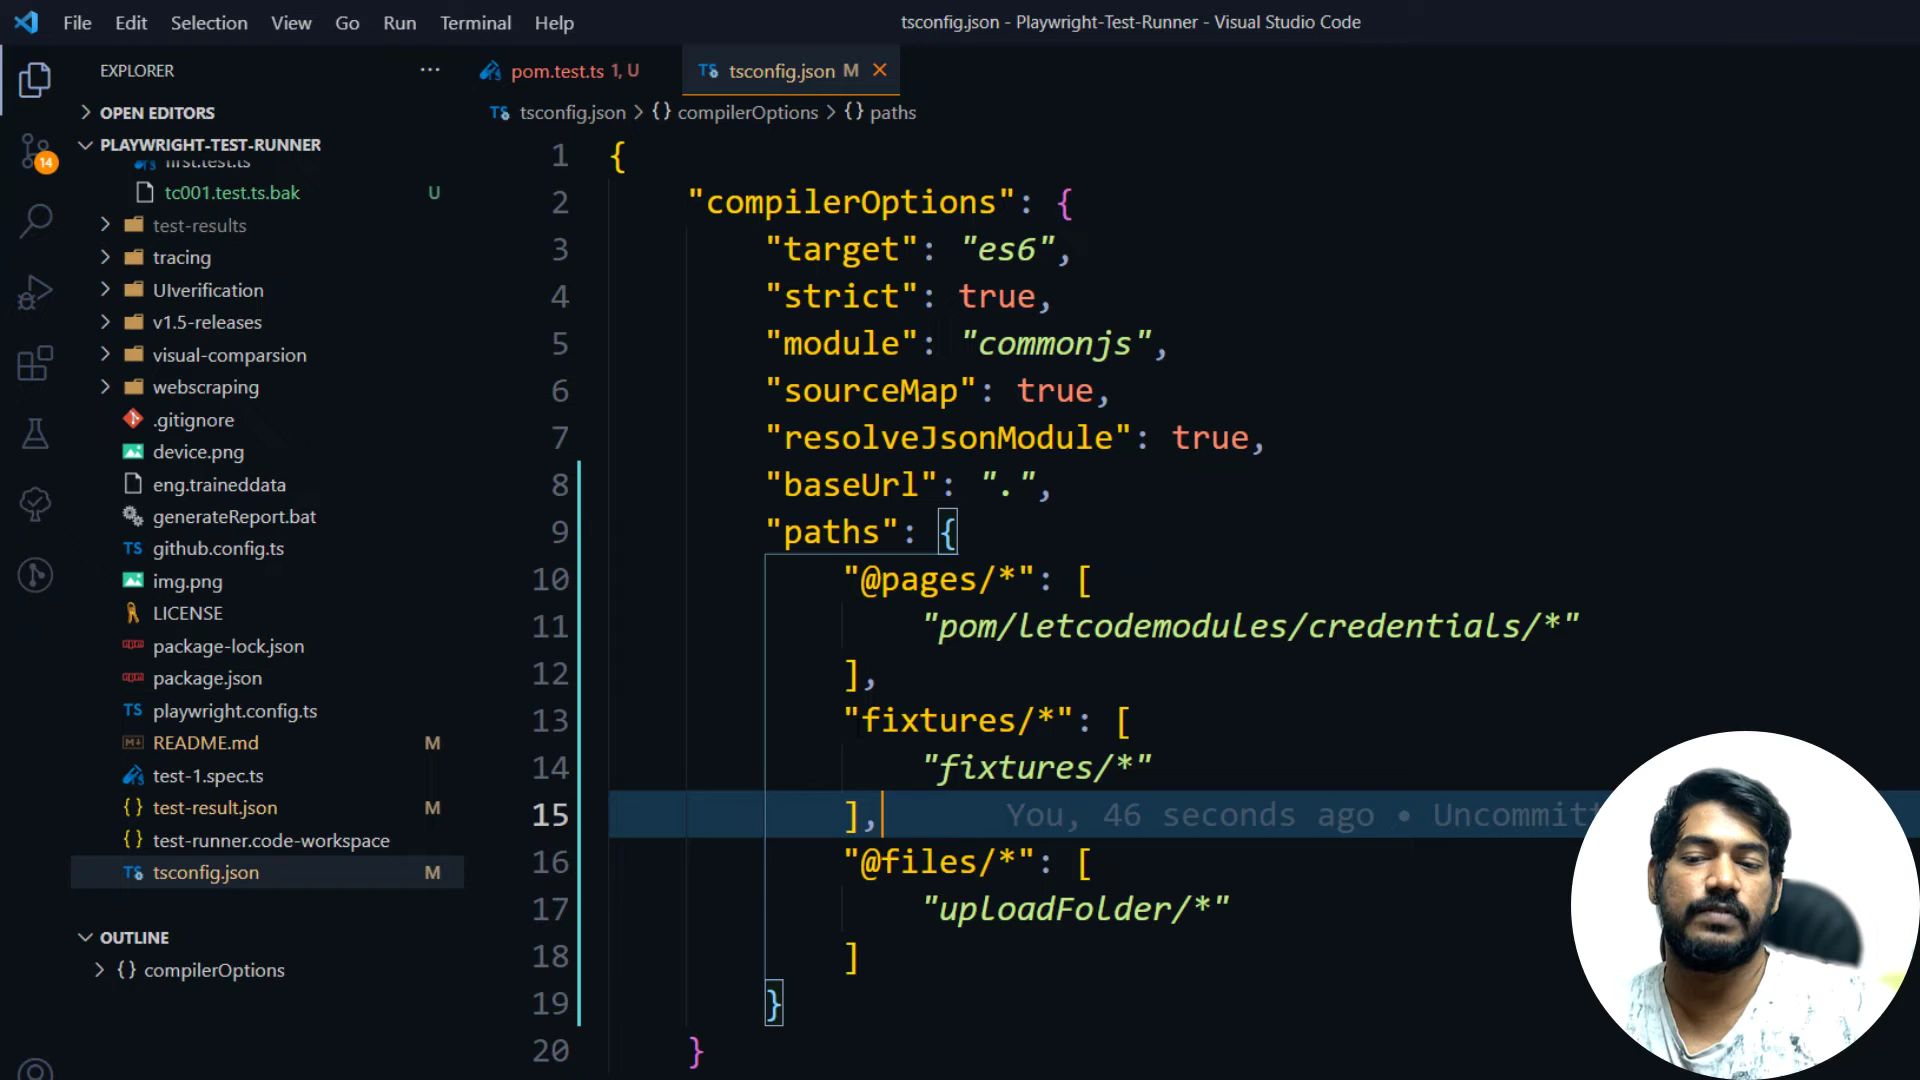 File Edit Selection View Go Run Terminal Help
tsconfig.json - Playwright-Test-Runner - Visual Studio Code
EXPLORER
pom.test.ts 1, U
tsconfig.json M
OPEN EDITORS
tsconfig.json > {} compilerOptions > {} paths
PLAYWRIGHT-TEST-RUNNER
first.test.ts
tc001.test.ts.bak U
test-results
tracing
UIverification
v1.5-releases
visual-comparsion
webscraping
.gitignore
device.png
eng.traineddata
generateReport.bat
TS github.config.ts
img.png
LICENSE
package-lock.json
package.json
TS playwright.config.ts
README.md M
test-1.spec.ts
{} test-result.json M
{} test-runner.code-workspace
TS tsconfig.json M
OUTLINE
{} compilerOptions
14
1 {
2 "compilerOptions": {
3 "target": "es6",
4 "strict": true,
5 "module": "commonjs",
6 "sourceMap": true,
7 "resolveJsonModule": true,
8 "baseUrl": ".",
9 "paths": {
10 "@pages/*": [
11 "pom/letcodemodules/credentials/*"
12 ],
13 "fixtures/*": [
14 "fixtures/*"
15 ], You, 46 seconds ago •
16 "@files/*": [
17 "uploadFolder/*"
18 ]
19 }
20 }